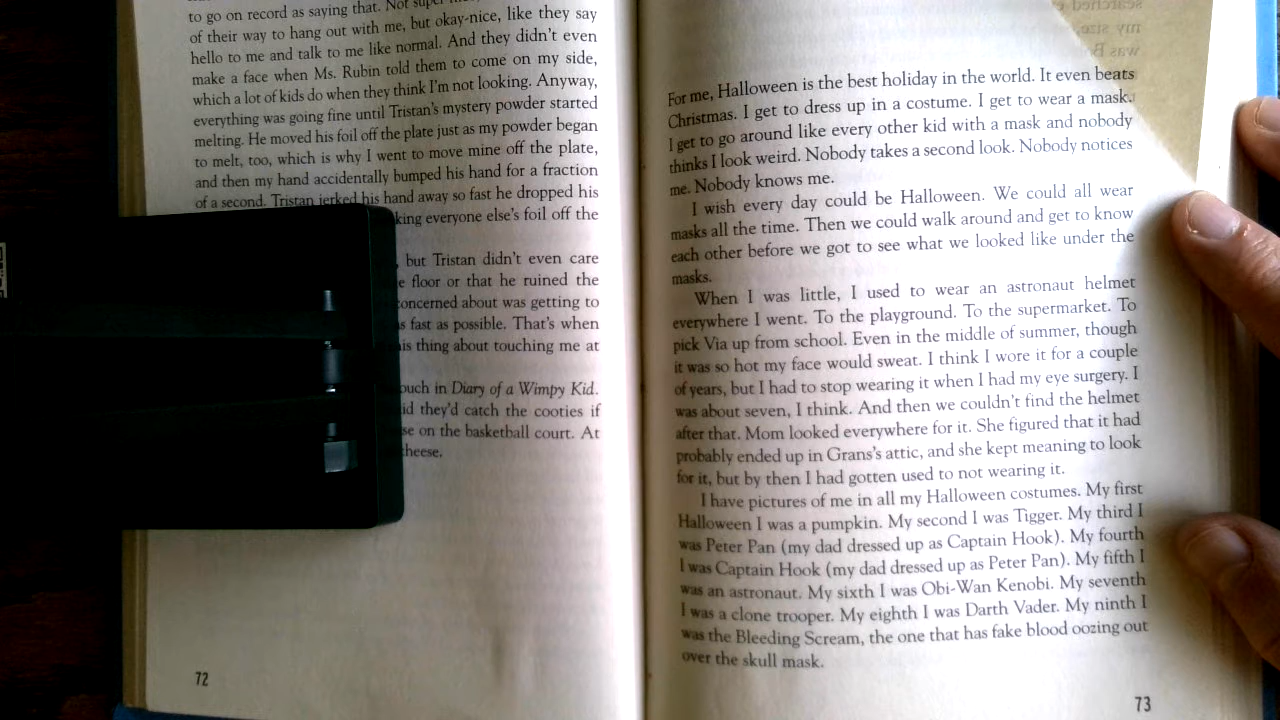 to go on record as saying that. Not super
of their way to hang out with me, but okay-nice, like they say
hello to me and talk to me like normal. And they didn't even
make a face when Ms. Rubin told them to come on my side,
which a lot of kids do when they think I'm not looking. Anyway,
everything was going fine until Tristan's mystery powder started
melting. He moved his foil off the plate just as my powder began
to melt, too, which is why I went to move mine off the plate,
and then my hand accidentally bumped his hand for a fraction
of a second. Tristan jerked his hand away so fast he dropped his
king everyone else's foil off the
, but Tristan didn't even care
e floor or that he ruined the
oncerned about was getting to
s fast as possible. That's when
is thing about touching me at
ouch in Diary of a Wimpy Kid.
id they'd catch the cooties if
se on the basketball court. At
heese.
72
For me, Halloween is the best holiday in the world. It even beats
Christmas. I get to dress up in a costume. I get to wear a mask.
I get to go around like every other kid with a mask and nobody
thinks I look weird. Nobody takes a second look. Nobody notices
me. Nobody knows me.
I wish every day could be Halloween. We could all wear
masks all the time. Then we could walk around and get to know
each other before we got to see what we looked like under the
masks.
When I was little, I used to wear an astronaut helmet
everywhere I went. To the playground. To the supermarket. To
pick Via up from school. Even in the middle of summer, though
it was so hot my face would sweat. I think I wore it for a couple
of years, but I had to stop wearing it when I had my eye surgery. I
was about seven, I think. And then we couldn't find the helmet
after that. Mom looked everywhere for it. She figured that it had
probably ended up in Grans's attic, and she kept meaning to look
for it, but by then I had gotten used to not wearing it.
I have pictures of me in all my Halloween costumes. My first
Halloween I was a pumpkin. My second I was Tigger. My third I
was Peter Pan (my dad dressed up as Captain Hook). My fourth
I was Captain Hook (my dad dressed up as Peter Pan). My fifth I
was an astronaut. My sixth I was Obi-Wan Kenobi. My seventh
I was a clone trooper. My eighth I was Darth Vader. My ninth I
was the Bleeding Scream, the one that has fake blood oozing out
over the skull mask.
73